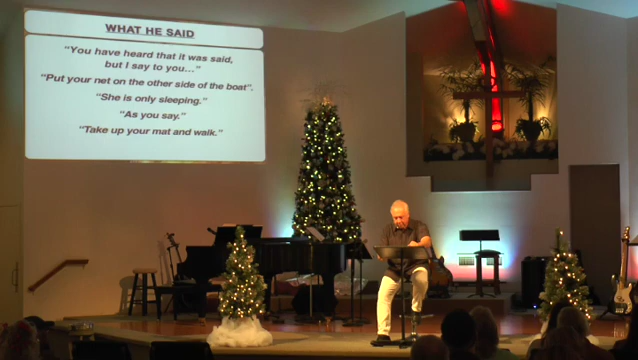 WHAT HE SAID
“You have heard that it was said,
but I say to you…”
“Put your net on the other side of the boat”.
“She is only sleeping.”
“As you say.”
“Take up your mat and walk.”